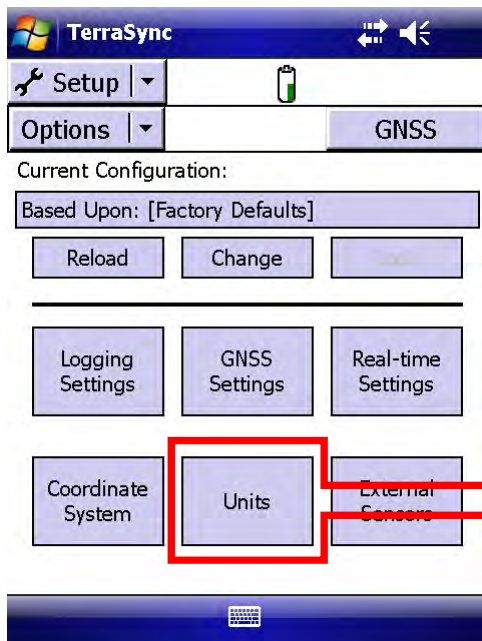 TerraSync
Setup
Options
GNSS
Current Configuration:
Based Upon: [Factory Defaults]
Reload
Change
Logging
Settings
GNSS
Settings
Real-time
Settings
Coordinate
System
Units
External
Sensors